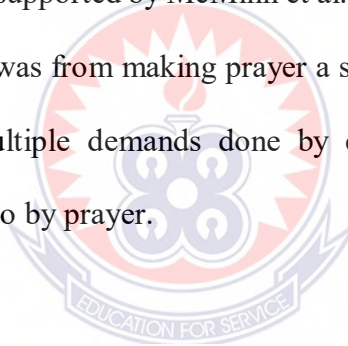 supported by McMinn et al.
was from making prayer a s
ultiple demands done by
o by prayer.
EDUCATION FOR SERVICE